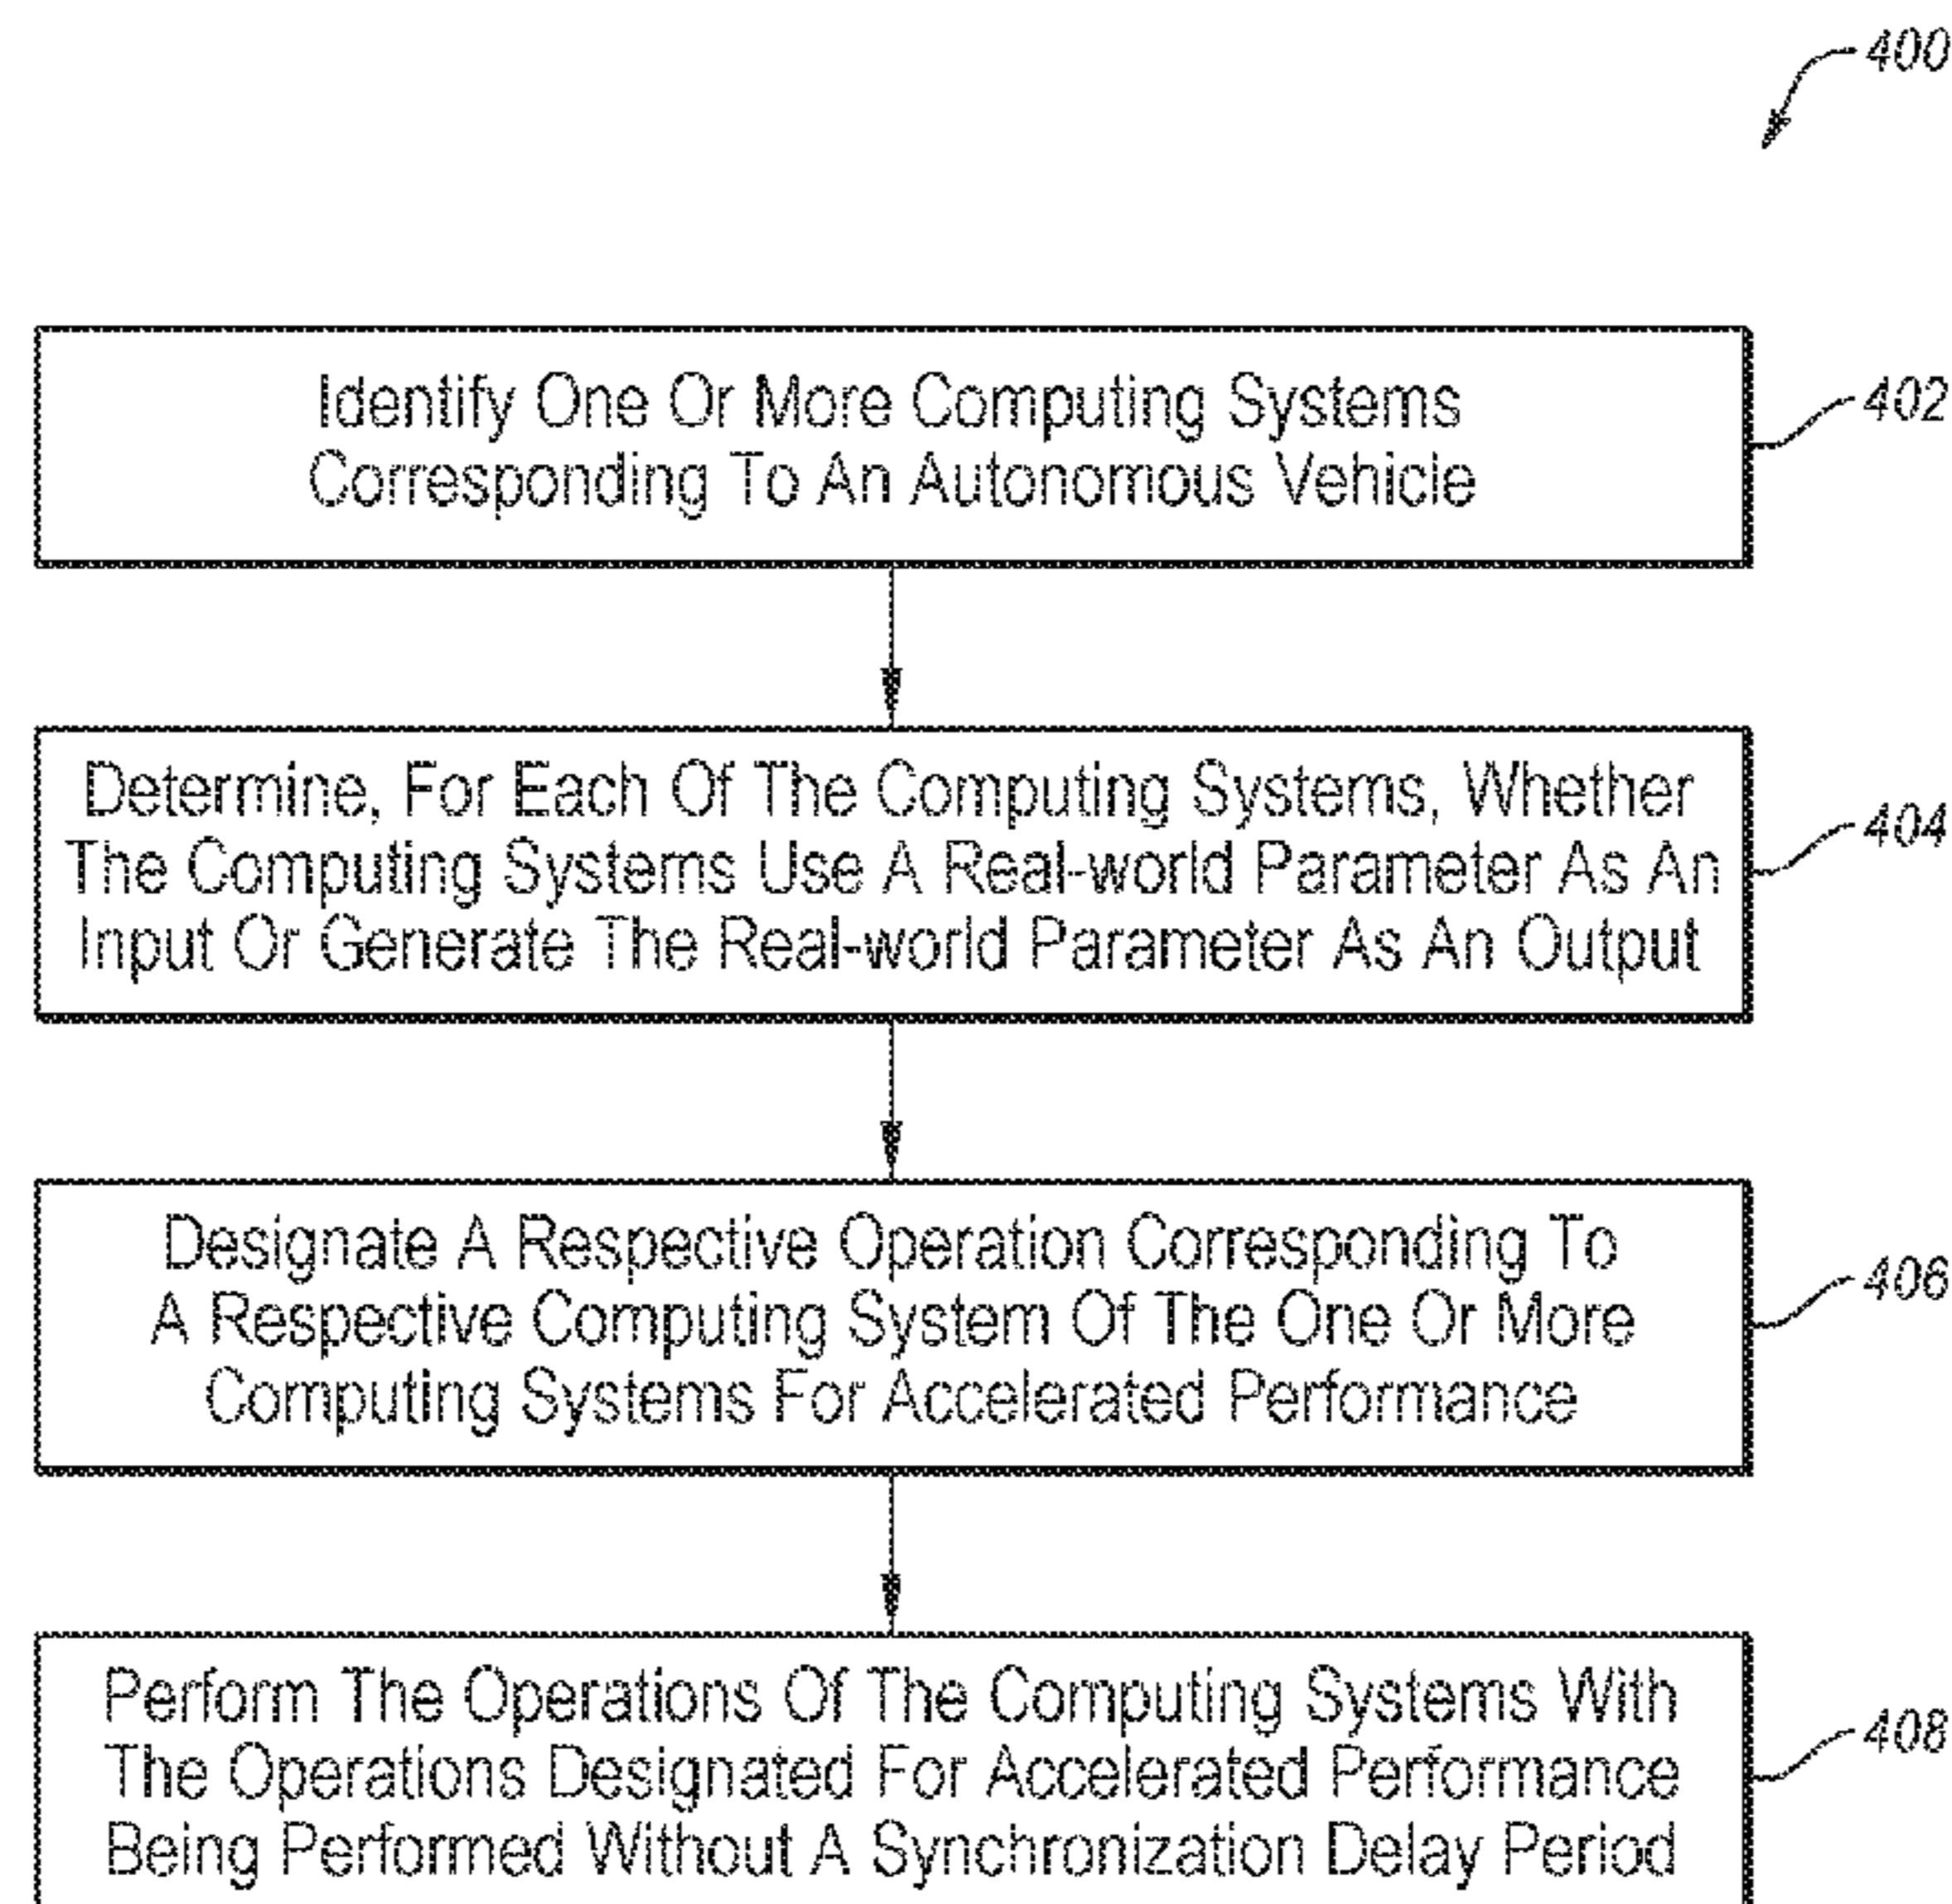 400
Identify One Or More Computing Systems
Corresponding To An Autonomous Vehicle
402
Determine, For Each Of The Computing Systems, Whether
The Computing Systems Use A Real-world Parameter As An
Input Or Generate The Real-world Parameter As An Output
404
Designate A Respective Operation Corresponding To
A Respective Computing System Of The One Or More
Computing Systems For Accelerated Performance
406
Perform The Operations Of The Computing Systems With
The Operations Designated For Accelerated Performance
Being Performed Without A Synchronization Delay Period
408